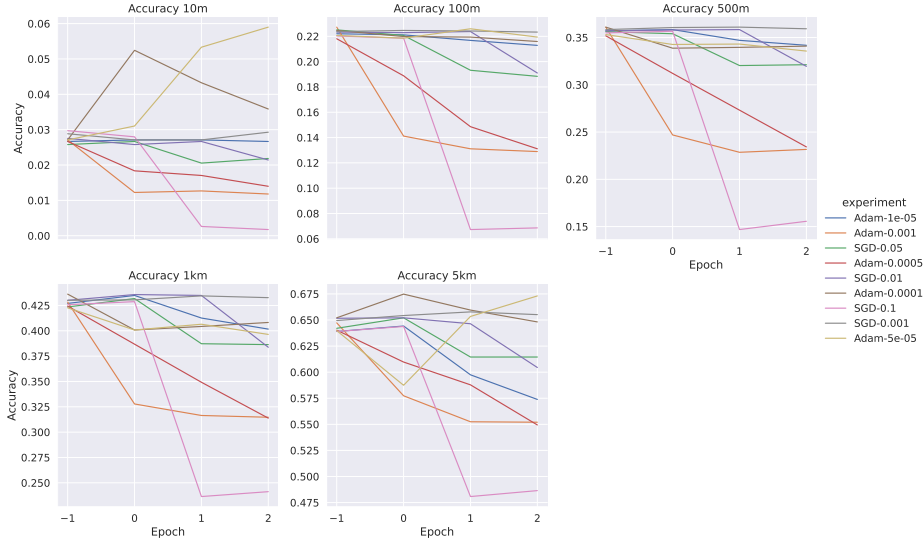 Accuracy 10m
Accuracy 100m
Accuracy 500m
0.06
0.05
0.04
0.03
0.02
0.01
0.00
Accuracy
0.22
0.20
0.18
0.16
0.14
0.12
0.10
0.08
0.06
0.35
0.30
0.25
0.20
0.15
−1
0
1
2
Epoch
experiment
Adam-1e-05
Adam-0.001
SGD-0.05
Adam-0.0005
SGD-0.01
Adam-0.0001
SGD-0.1
SGD-0.001
Adam-5e-05
Accuracy 1km
Accuracy 5km
0.425
0.400
0.375
0.350
0.325
0.300
0.275
0.250
Accuracy
0.675
0.650
0.625
0.600
0.575
0.550
0.525
0.500
0.475
−1
0
1
2
−1
0
1
2
Epoch
Epoch